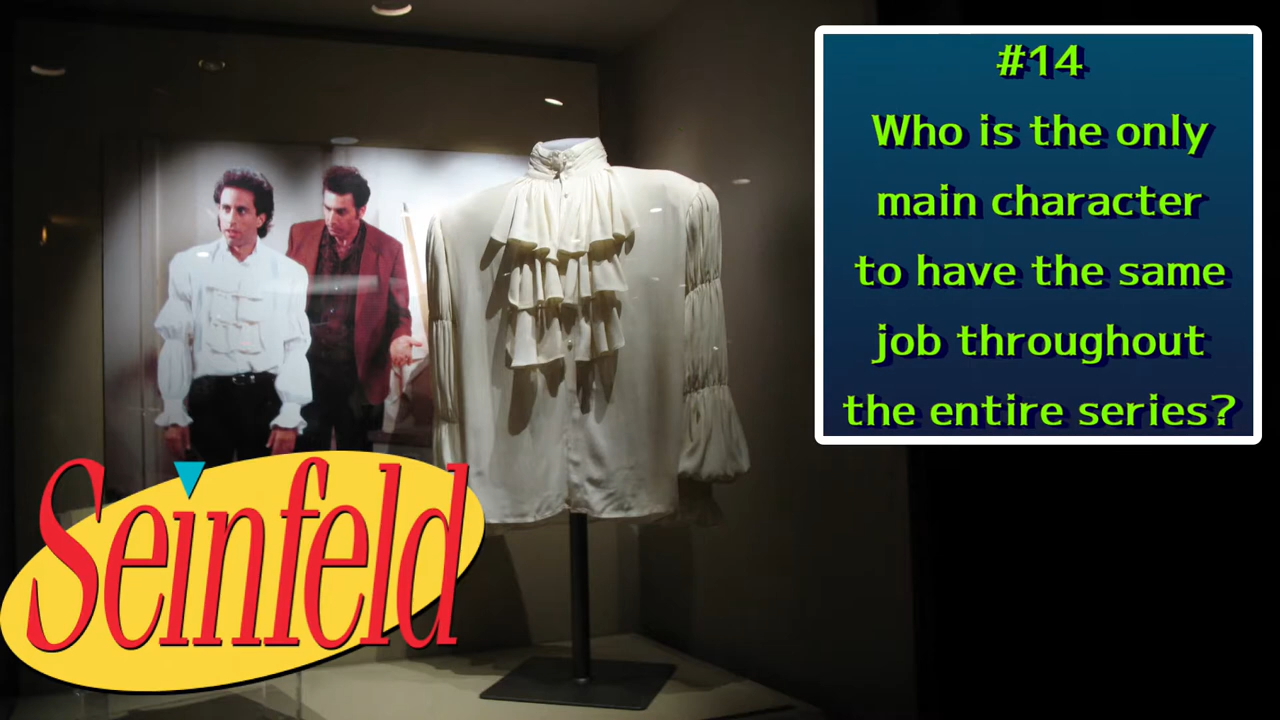 #14
Who is the only
main character
to have the same
job throughout
the entire series?
Seinfeld